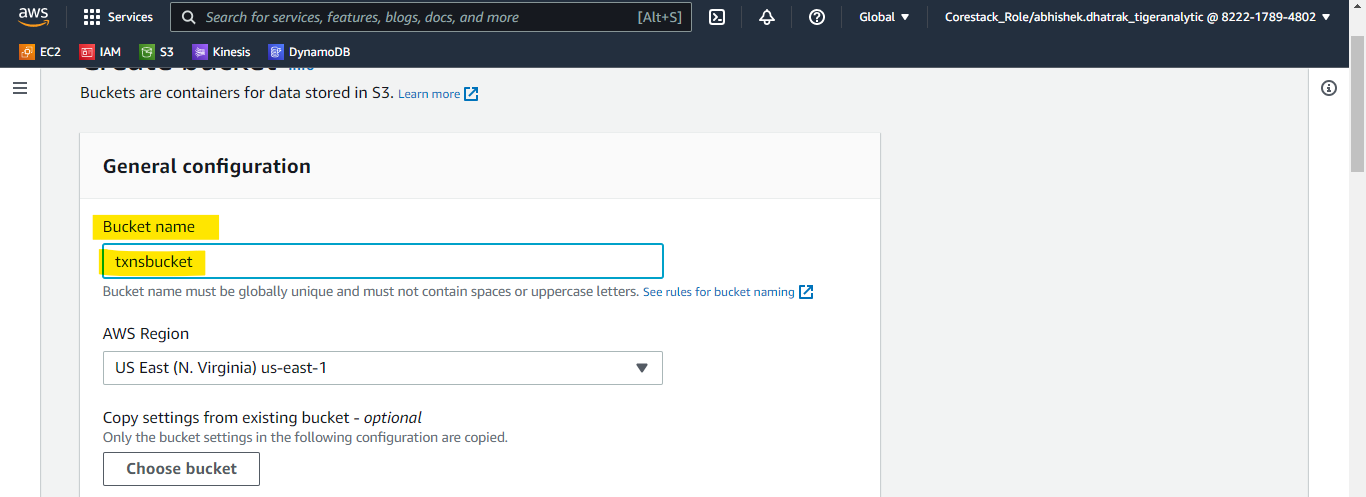 aws Services Search for services, features, blogs, docs, and more [Alt+S] Global Corestack_Role/abhishek.dhatrak_tigeranalytic @ 8222-1789-4802
EC2 IAM S3 Kinesis DynamoDB
Create bucket Info
Buckets are containers for data stored in S3. Learn more
General configuration
Bucket name
txnsbucket
Bucket name must be globally unique and must not contain spaces or uppercase letters. See rules for bucket naming
AWS Region
US East (N. Virginia) us-east-1
Copy settings from existing bucket - optional
Only the bucket settings in the following configuration are copied.
Choose bucket